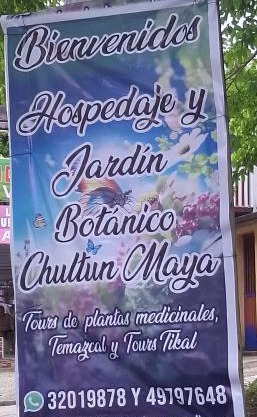 Bienvenidos
Hospedaje y
Jardín
Botánico
Chultun Maya
Tours de plantas medicinales,
Temazcal y Tours Tikal
32019878 Y 49797648